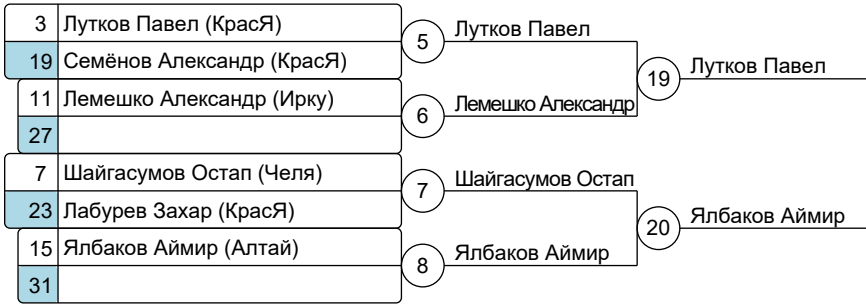 3 Лутков Павел (КрасЯ)
5 Лутков Павел
19 Семёнов Александр (КрасЯ)
19 Лутков Павел
11 Лемешко Александр (Ирку)
6 Лемешко Александр
27
7 Шайгасумов Остап (Челя)
7 Шайгасумов Остап
23 Лабурев Захар (КрасЯ)
20 Ялбаков Аймир
15 Ялбаков Аймир (Алтай)
8 Ялбаков Аймир
31